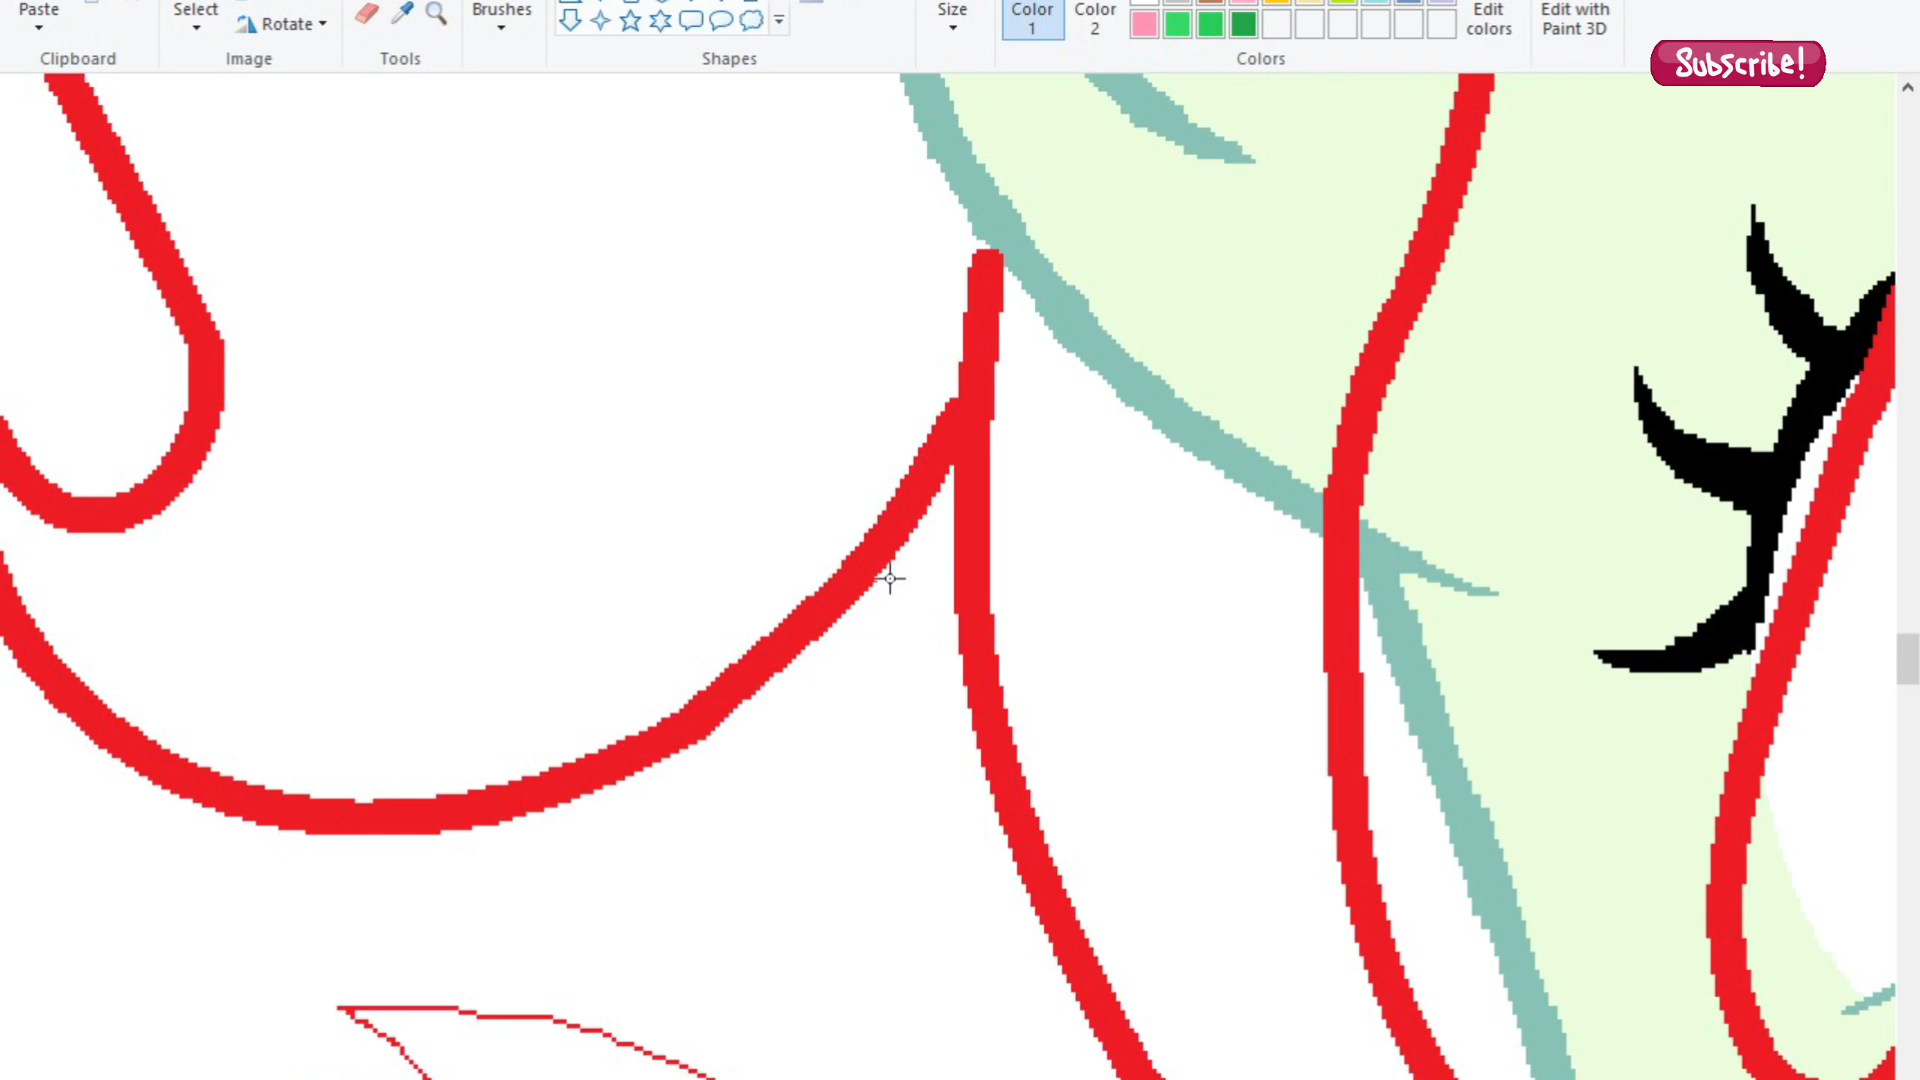 Paste
Select
Rotate
Brushes
Size
Color
1
Color
2
Edit
colors
Edit with
Paint 3D
Clipboard
Image
Tools
Shapes
Colors
Subscribe!